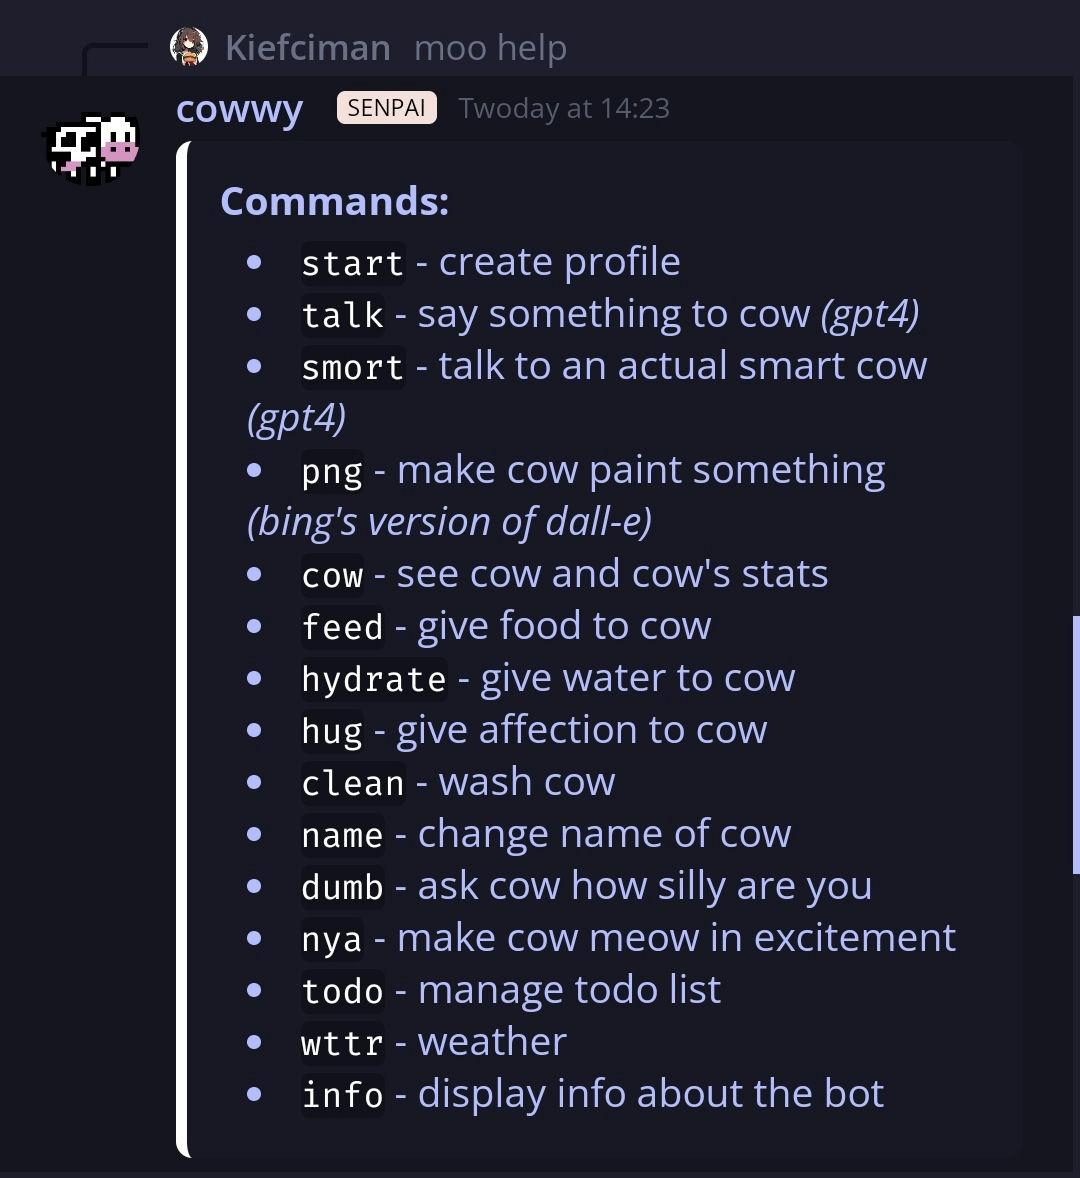 Kiefciman moo help
cowwy SENPAI Twoday at 14:23
Commands:
• start - create profile
• talk - say something to cow (gpt4)
• smort - talk to an actual smart cow
(gpt4)
• png - make cow paint something
(bing's version of dall-e)
• cow - see cow and cow's stats
• feed - give food to cow
• hydrate - give water to cow
• hug - give affection to cow
• clean - wash cow
• name - change name of cow
• dumb - ask cow how silly are you
• nya - make cow meow in excitement
• todo - manage todo list
• wttr - weather
• info - display info about the bot